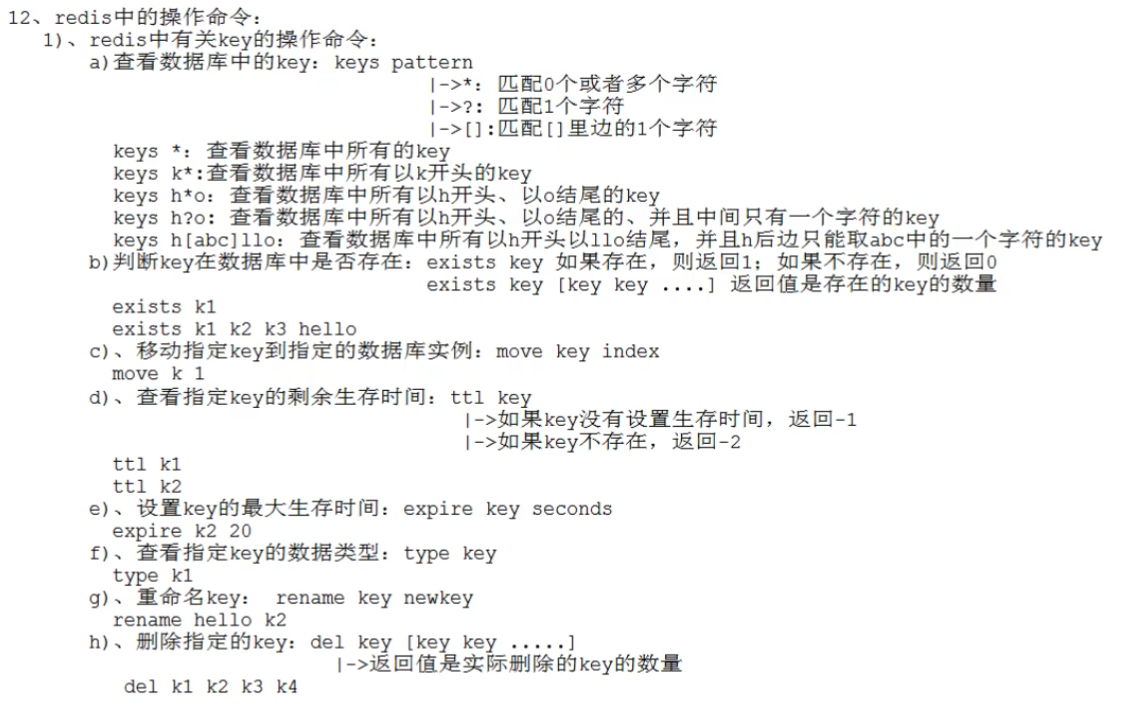 12、redis中的操作命令：
1)、redis中有关key的操作命令：
a)查看数据库中的key：keys pattern
|->*：匹配0个或者多个字符
|->?：匹配1个字符
|->[]:匹配[]里边的1个字符
keys *：查看数据库中所有的key
keys k*:查看数据库中所有以k开头的key
keys h*o：查看数据库中所有以h开头、以o结尾的key
keys h?o：查看数据库中所有以h开头、以o结尾的、并且中间只有一个字符的key
keys h[abc]llo：查看数据库中所有以h开头以llo结尾，并且h后边只能取abc中的一个字符的key
b)判断key在数据库中是否存在：exists key 如果存在，则返回1；如果不存在，则返回0
exists key [key key ....] 返回值是存在的key的数量
exists k1
exists k1 k2 k3 hello
c)、移动指定key到指定的数据库实例：move key index
move k 1
d)、查看指定key的剩余生存时间：ttl key
|->如果key没有设置生存时间，返回-1
|->如果key不存在，返回-2
ttl k1
ttl k2
e)、设置key的最大生存时间：expire key seconds
expire k2 20
f)、查看指定key的数据类型：type key
type k1
g)、重命名key： rename key newkey
rename hello k2
h)、删除指定的key：del key [key key .....]
|->返回值是实际删除的key的数量
del k1 k2 k3 k4